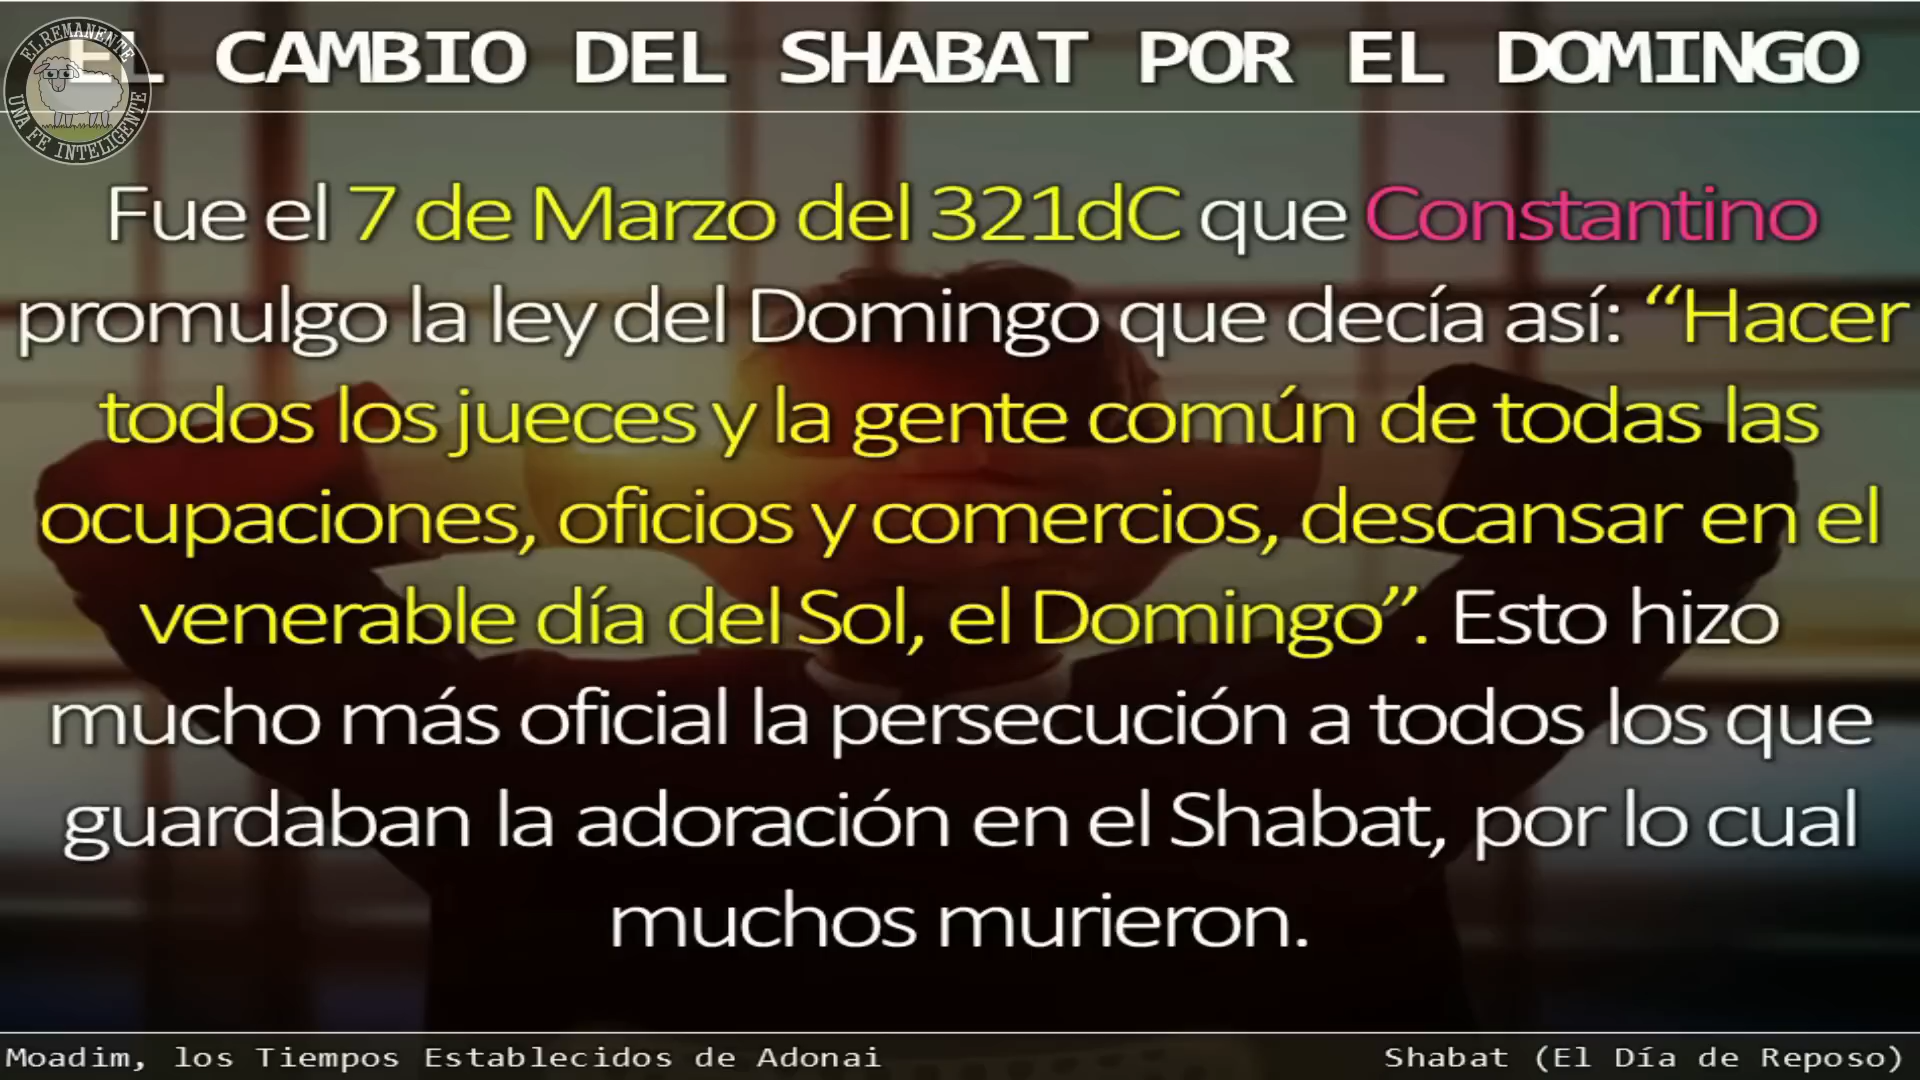 EL CAMBIO DEL SHABAT POR EL DOMINGO
ELREMANENTE
UNA FE INTELIGENTE
Fue el 7 de Marzo del 321dC que Constantino
promulgo la ley del Domingo que decía así: “Hacer
todos los jueces y la gente común de todas las
ocupaciones, oficios y comercios, descansar en el
venerable día del Sol, el Domingo”. Esto hizo
mucho más oficial la persecución a todos los que
guardaban la adoración en el Shabat, por lo cual
muchos murieron.
Moadim, los Tiempos Establecidos de Adonai
Shabat (El Día de Reposo)